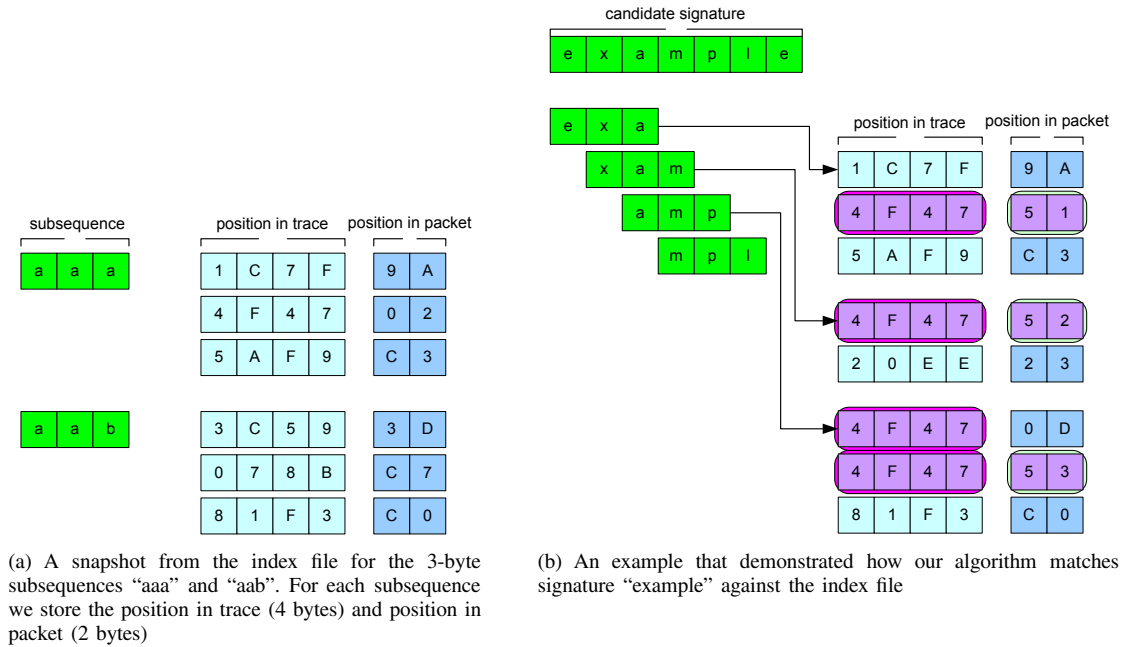 candidate signature
e x a m p l e
e x a
position in trace
position in packet
1 C 7 F 9 A
x a m
a m p
4 F 4 7 5 1
m p l
5 A F 9 C 3
4 F 4 7 5 2
2 0 E E 2 3
4 F 4 7 0 D
4 F 4 7 5 3
8 1 F 3 C 0
subsequence
position in trace
position in packet
a a a
1 C 7 F 9 A
4 F 4 7 0 2
5 A F 9 C 3
a a b
3 C 5 9 3 D
0 7 8 B C 7
8 1 F 3 C 0
(a) A snapshot from the index file for the 3-byte
subsequences “aaa” and “aab”. For each subsequence
we store the position in trace (4 bytes) and position in
packet (2 bytes)
(b) An example that demonstrated how our algorithm matches
signature “example” against the index file